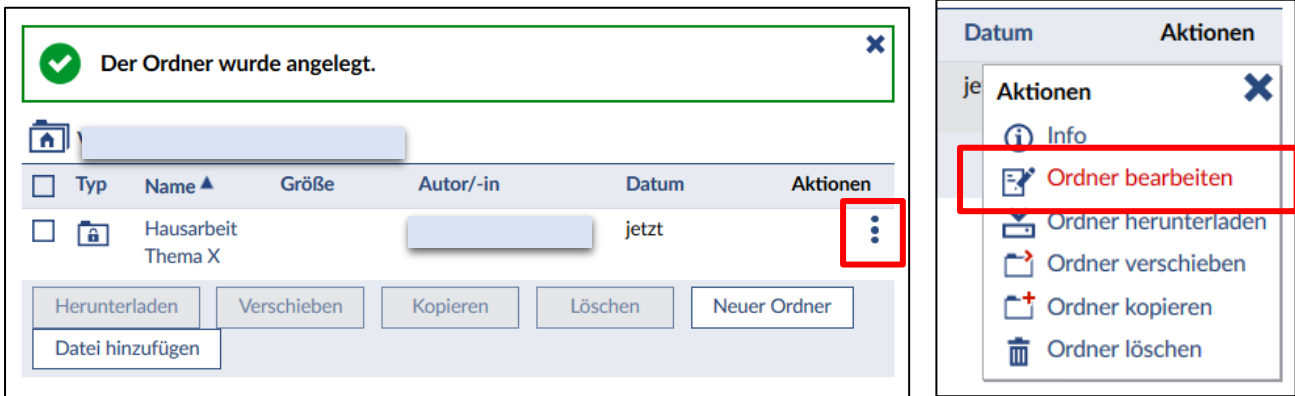 Der Ordner wurde angelegt.
Typ Name Größe Autor/-in Datum Aktionen
Hausarbeit jetzt
Thema X
Herunterladen Verschieben Kopieren Löschen Neuer Ordner
Datei hinzufügen
Datum Aktionen
je Aktionen
Info
Ordner bearbeiten
Ordner herunterladen
Ordner verschieben
Ordner kopieren
Ordner löschen